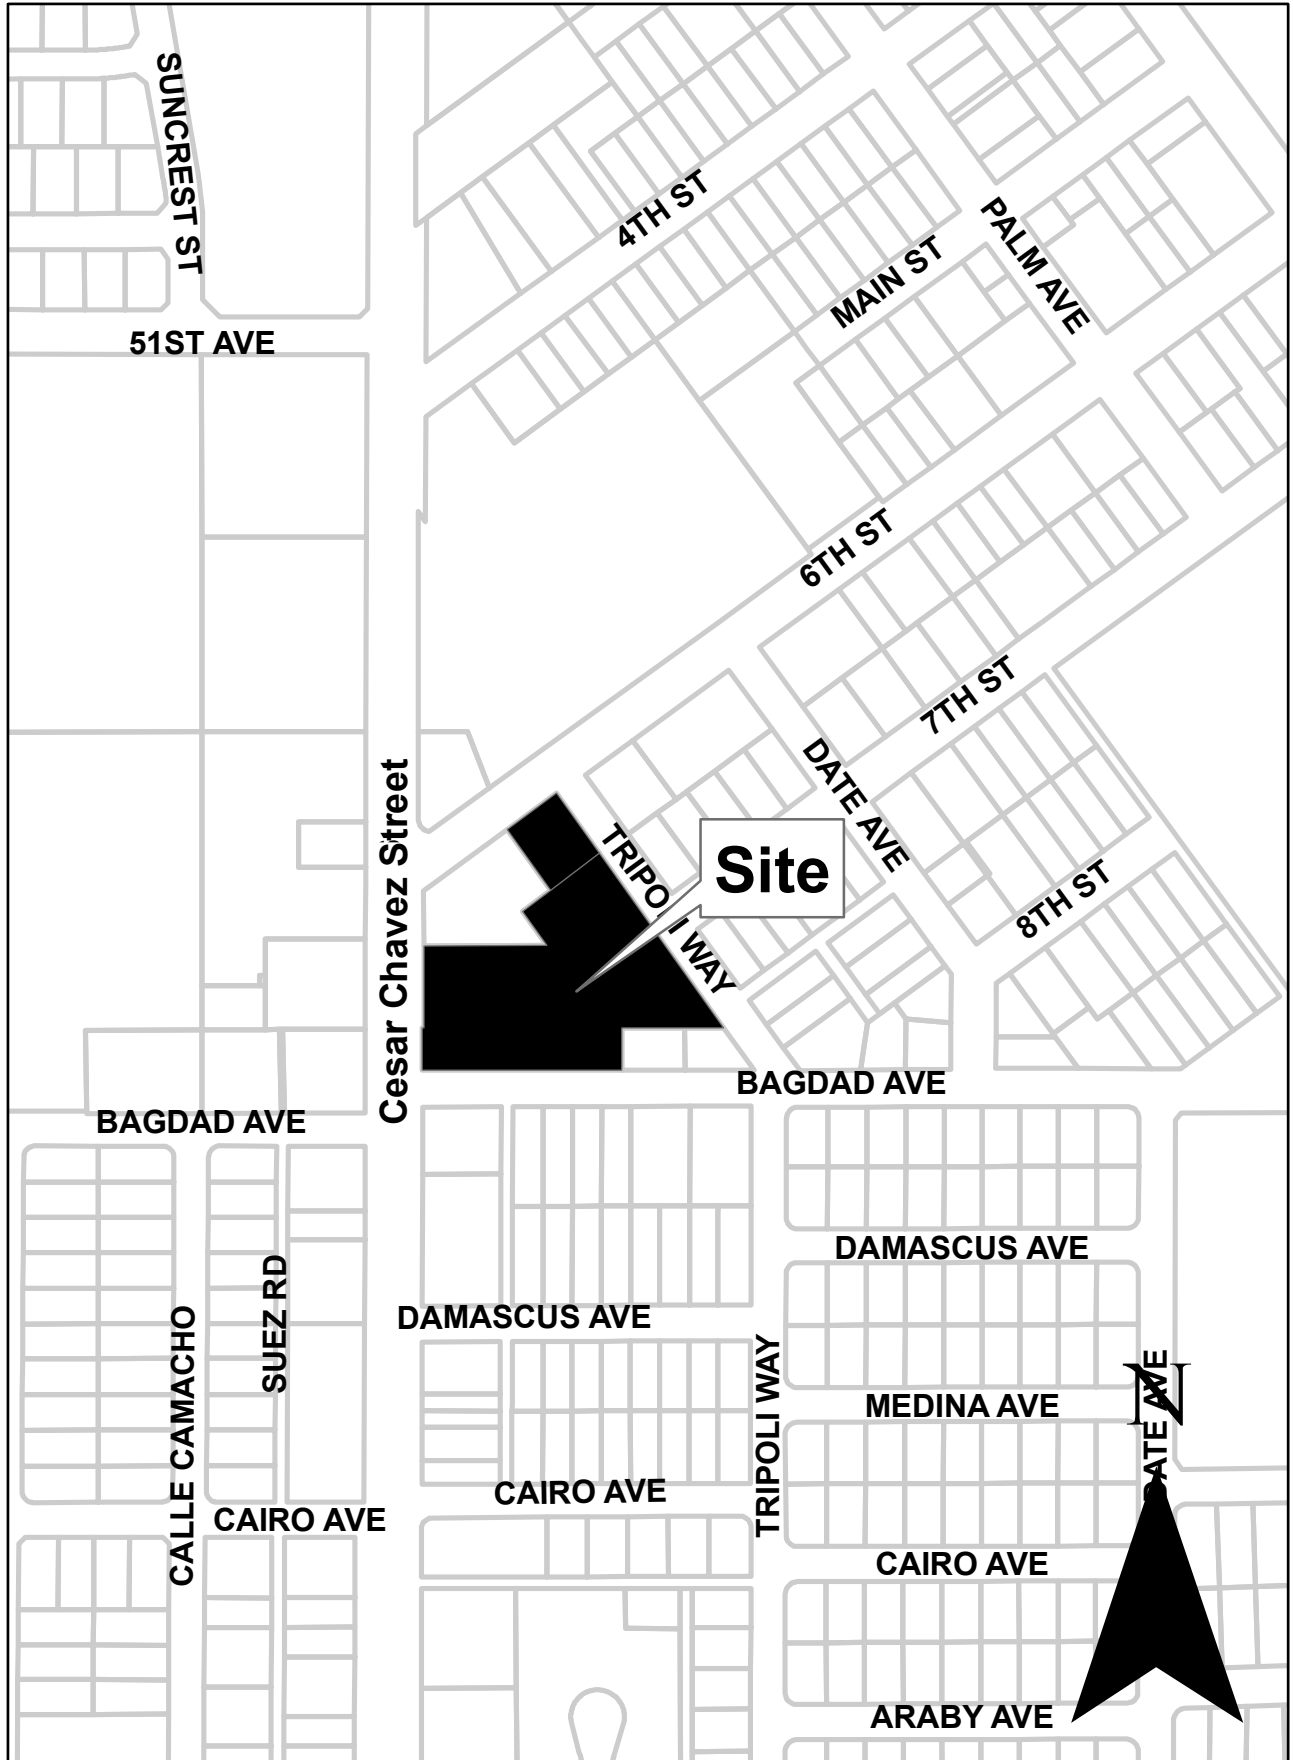 SUNCREST ST
4TH ST
PALM AVE
MAIN ST
51ST AVE
6TH ST
7TH ST
DATE AVE
Cesar Chavez Street
TRIPOLI WAY
Site
8TH ST
BAGDAD AVE
BAGDAD AVE
DAMASCUS AVE
SUEZ RD
DAMASCUS AVE
CALLE CAMACHO
TRIPOLI WAY
DATE AVE
N
MEDINA AVE
CAIRO AVE
CAIRO AVE
CAIRO AVE
ARABY AVE